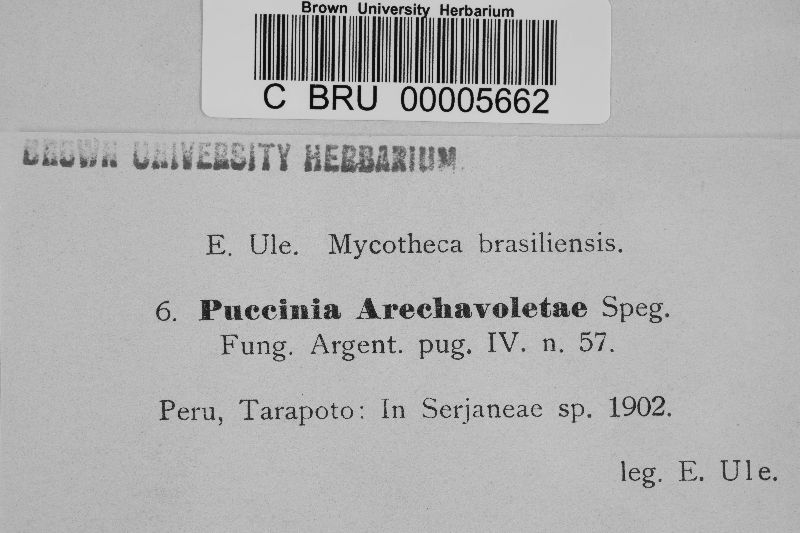 Brown University Herbarium
C BRU 00005662
BROWN UNIVERSITY HERBARIUM
E. Ule. Mycotheca brasiliensis.
6. Puccinia Arechavoletae Speg.
Fung. Argent. pug. IV. n. 57.
Peru, Tarapoto: In Serjaneae sp. 1902.
leg. E. Ule.